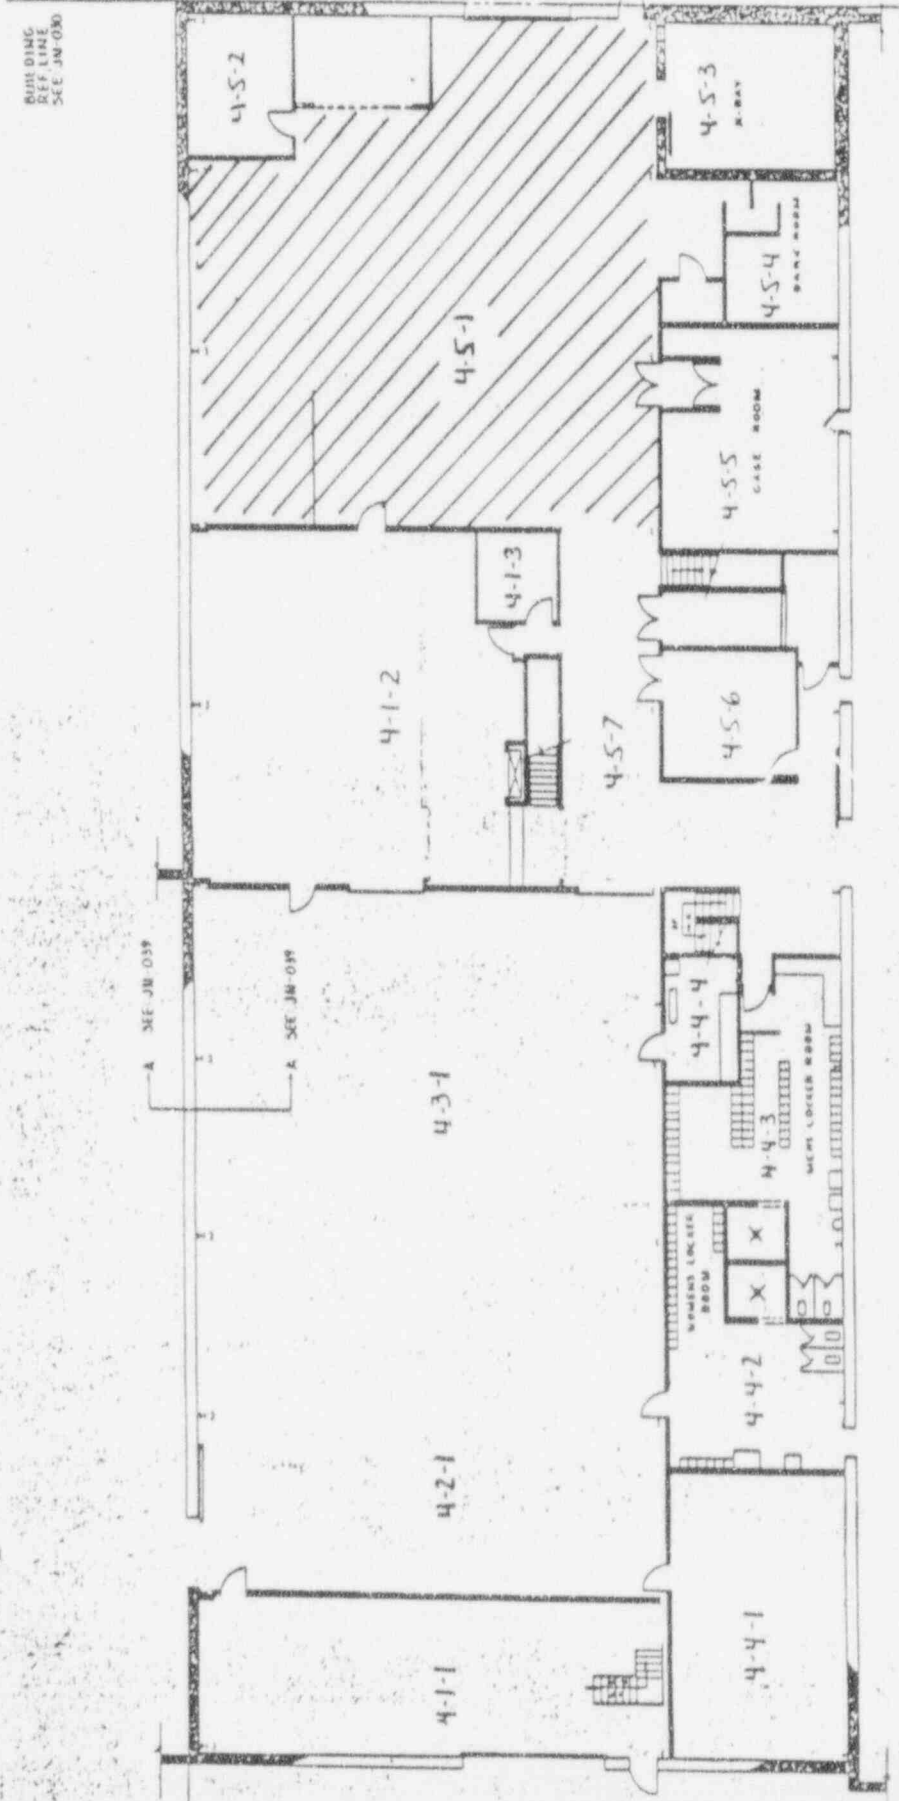 BUILDING
REF. LINE
SEE JN-030
4-5-2
4-5-3
X-RAY
4-5-4
DARK ROOM
4-5-1
4-5-5
CASE ROOM
4-1-3
4-1-2
4-5-7
4-5-6
A SEE JN-039
A SEE JN-039
4-3-1
4-4-4
4-4-3
MENS LOCKER ROOM
WOMENS LOCKER
ROOM
4-4-2
4-2-1
4-1-1
4-4-1